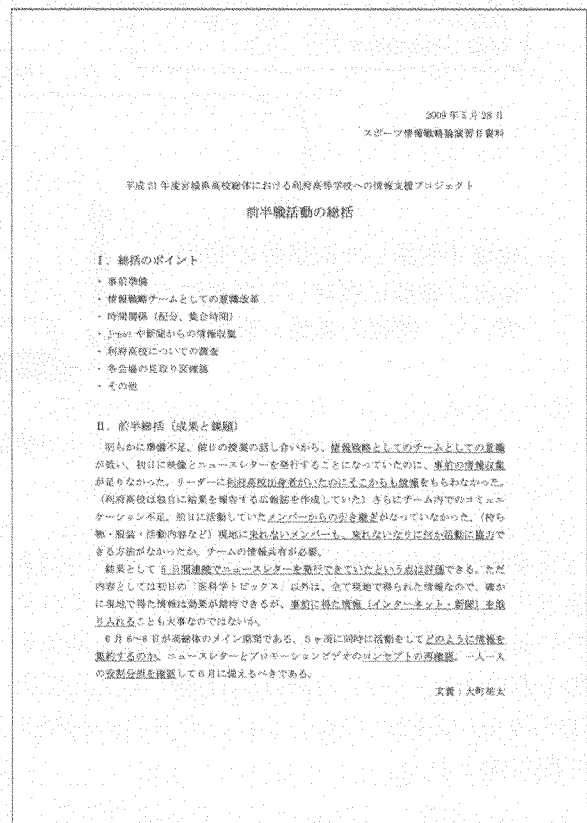 2009年5月28日
スポーツ情報戦略論演習Ⅱ資料
平成21年度宮城県高校総体における利府高等学校への情報支援プロジェクト
前半戦活動の総括
Ⅰ．総括のポイント
・ 事前準備
・ 情報戦略チームとしての意識改革
・ 時間関係（配分、集合時間）
・ やや新聞からの情報収集
・ 利府高校についての調査
・ 各会場の見取り図確認
・ その他
Ⅱ．前半総括（成果と課題）
明らかに準備不足。前日の授業の話し合いから、情報戦略としてのチームとしての意識
が低い。初日に映像とニュースレターを発行することになっていたのに、事前の情報収集
が足りなかった。リーダーに利府高校出身者がいたのにそこからも情報をもらわなかった。
（利府高校は独自に結果を報告する広報誌を作成していた）さらにチーム内でのコミュニ
ケーション不足。前日に活動していたメンバーからの引き継ぎがなっていなかった。（持ち
物・服装・活動内容など）現地に来れないメンバーも、来れないなりに何か活動に協力で
きる方法がなかったか。チームの情報共有が必要。
結果として5日間連続でニュースレターを発行できていたという点は評価できる。ただ
内容としては初日の「医科学トピックス」以外は、全て現地で得られた情報なので、確か
に現地で得た情報は効果が期待できるが、事前に得た情報（インターネット・新聞）を取
り入れることも大事なのではないか。
6月6~8日が高総体のメイン期間である。5ヶ所に同時に活動をしてどのように情報を
集約するのか、ニュースレターとプロモーションビデオのコンセプトの再確認。一人一人
の役割分担を確認して6月に備えるべきである。
文責：大町祐太